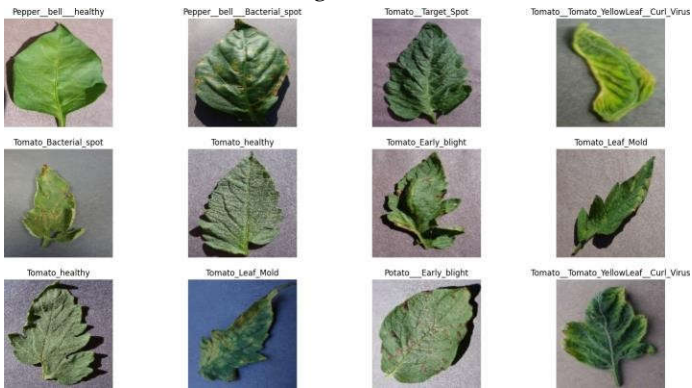 Pepper__bell___healthy
Pepper__bell___Bacterial_spot
Tomato__Target_Spot
Tomato__Tomato_YellowLeaf__Curl_Virus
Tomato_Bacterial_spot
Tomato_healthy
Tomato_Early_blight
Tomato_Leaf_Mold
Tomato_healthy
Tomato_Leaf_Mold
Potato___Early_blight
Tomato__Tomato_YellowLeaf__Curl_Virus